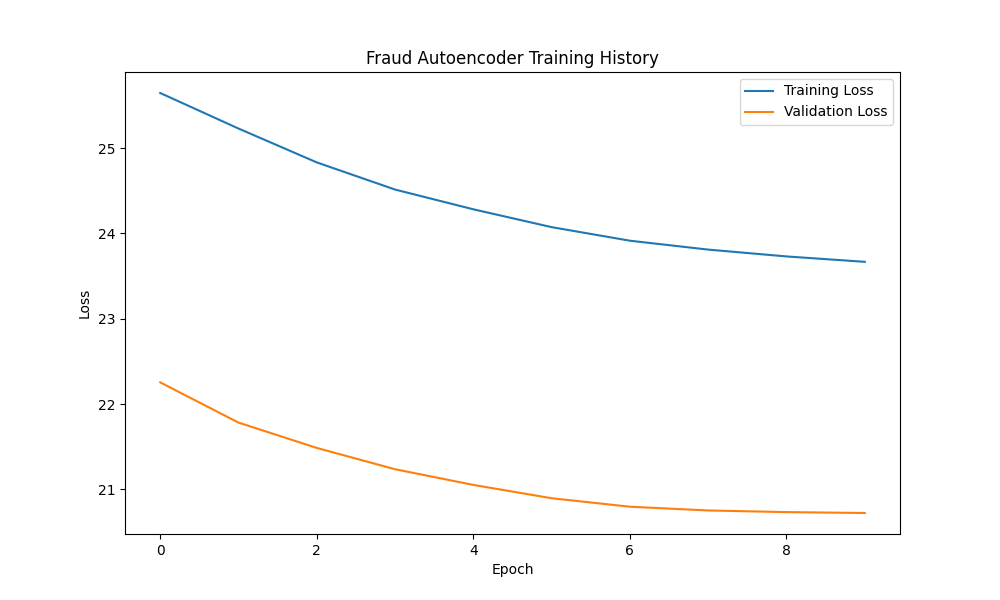 Fraud Autoencoder Training History
Training Loss
Validation Loss
25
24
23
22
21
Loss
0 2 4 6 8
Epoch